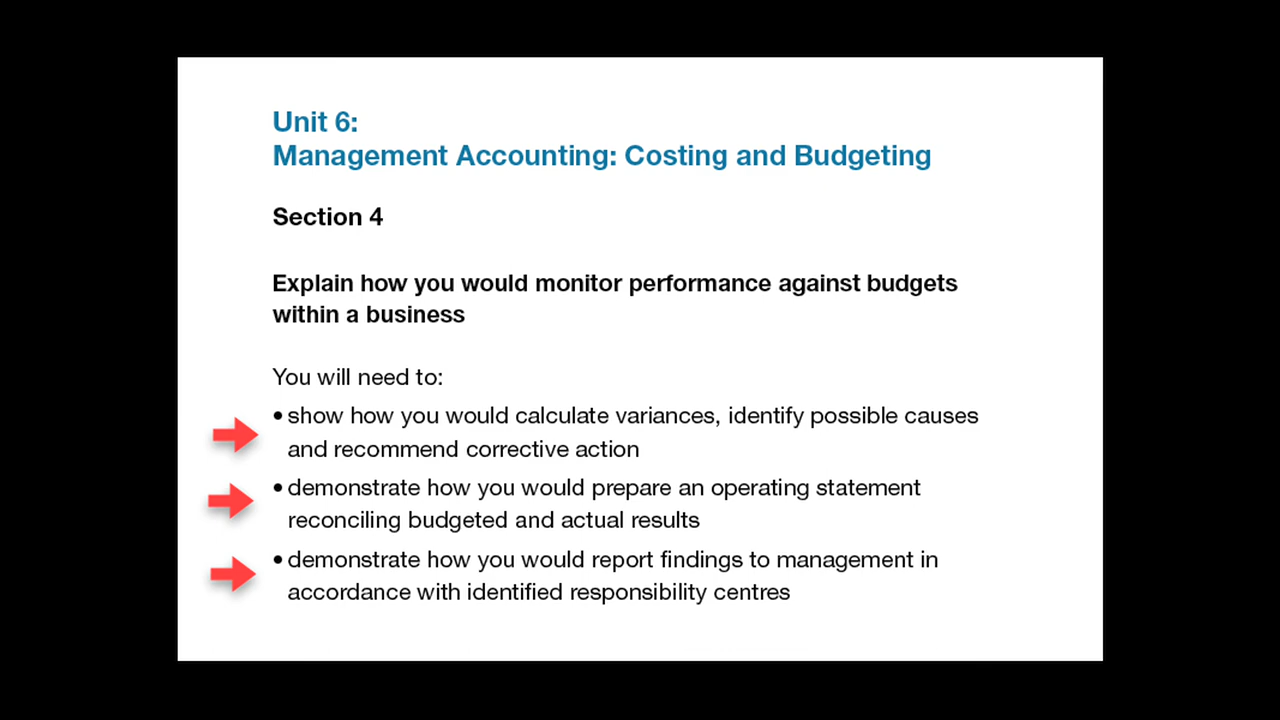 Unit 6:
Management Accounting: Costing and Budgeting
Section 4
Explain how you would monitor performance against budgets
within a business
You will need to:
• show how you would calculate variances, identify possible causes
and recommend corrective action
• demonstrate how you would prepare an operating statement
reconciling budgeted and actual results
• demonstrate how you would report findings to management in
accordance with identified responsibility centres